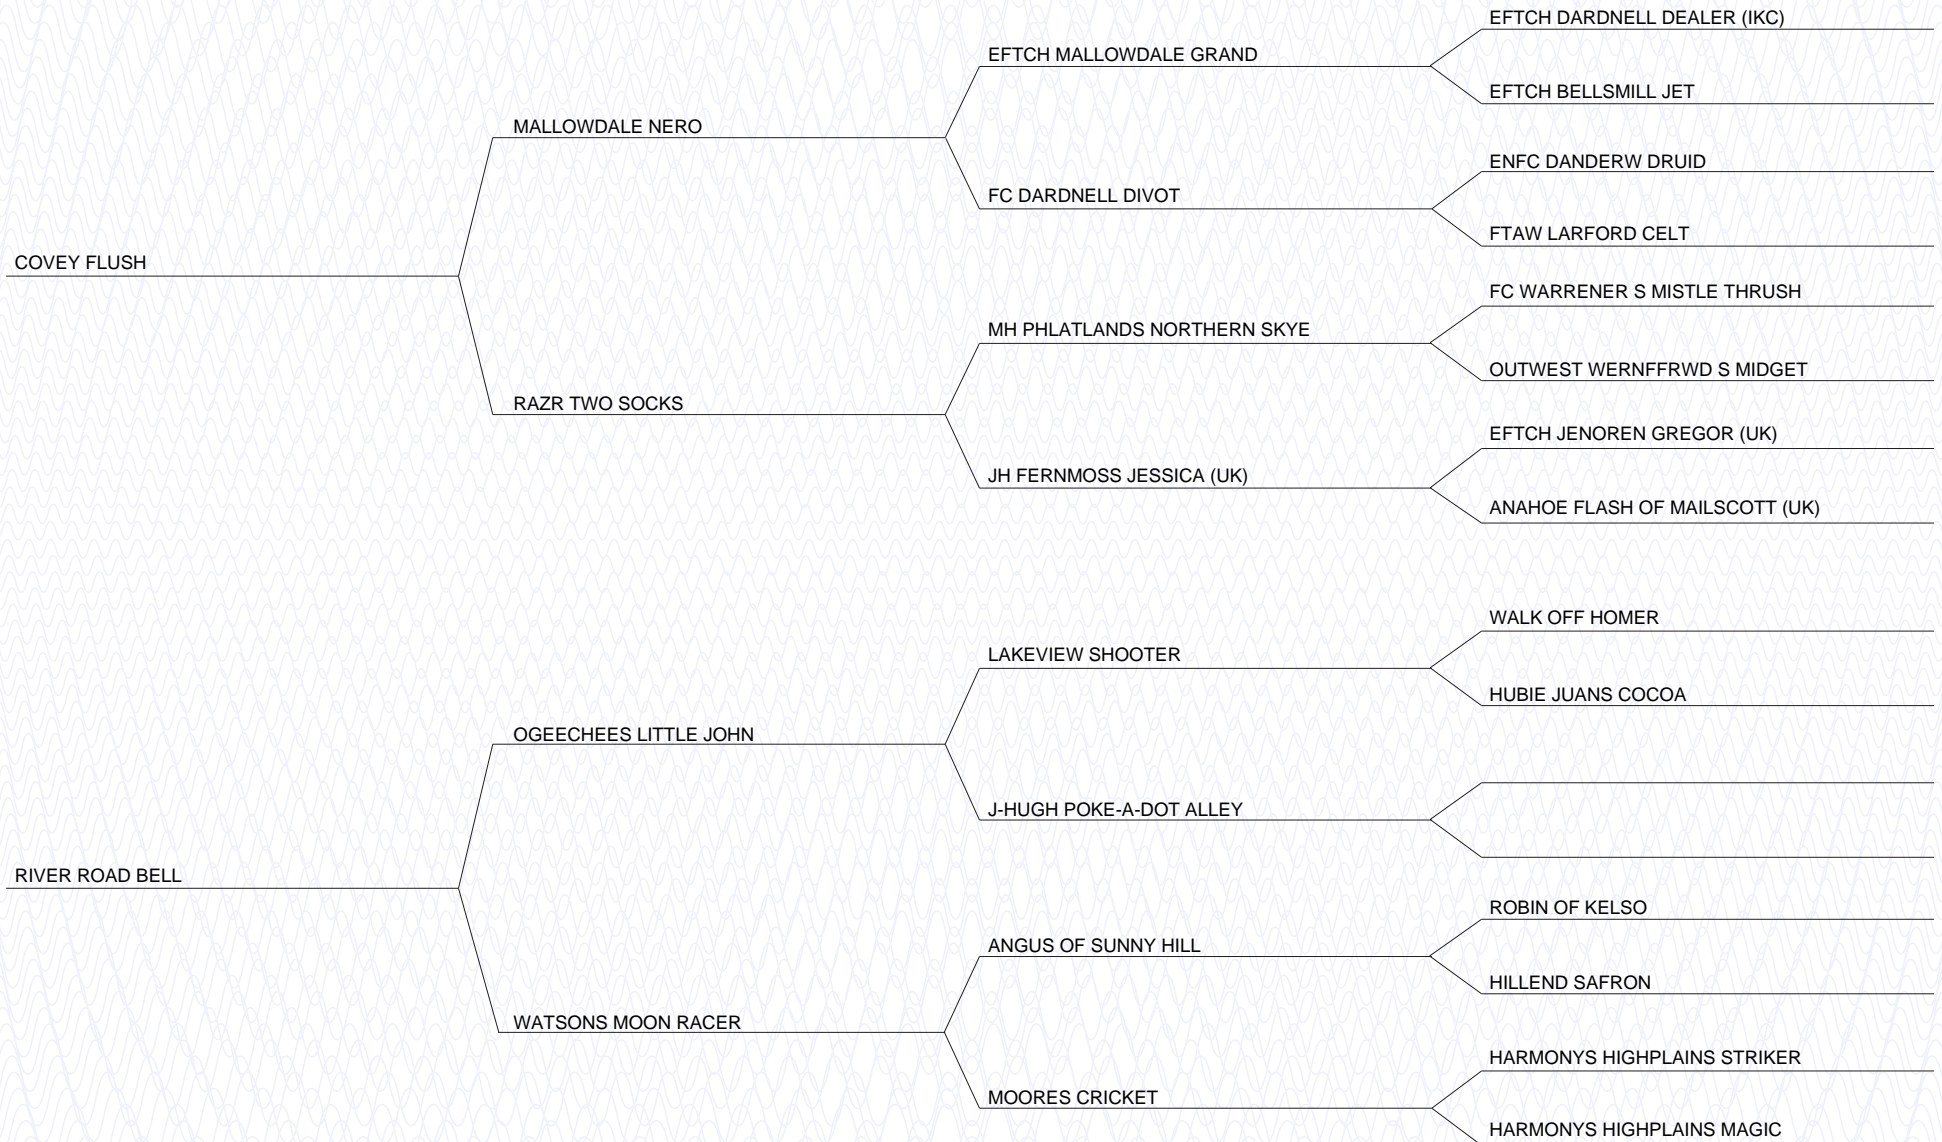 EFTCH DARDNELL DEALER (IKC)
EFTCH MALLOWDALE GRAND
EFTCH BELLSMILL JET
MALLOWDALE NERO
ENFC DANDERW DRUID
FC DARDNELL DIVOT
FTAW LARFORD CELT
COVEY FLUSH
FC WARRENER S MISTLE THRUSH
MH PHLATLANDS NORTHERN SKYE
OUTWEST WERNFFRWD S MIDGET
RAZR TWO SOCKS
EFTCH JENOREN GREGOR (UK)
JH FERNMOSS JESSICA (UK)
ANAHOE FLASH OF MAILSCOTT (UK)
WALK OFF HOMER
LAKEVIEW SHOOTER
HUBIE JUANS COCOA
OGEECHEES LITTLE JOHN
J-HUGH POKE-A-DOT ALLEY
RIVER ROAD BELL
ROBIN OF KELSO
ANGUS OF SUNNY HILL
HILLEND SAFRON
WATSONS MOON RACER
HARMONYS HIGHPLAINS STRIKER
MOORES CRICKET
HARMONYS HIGHPLAINS MAGIC